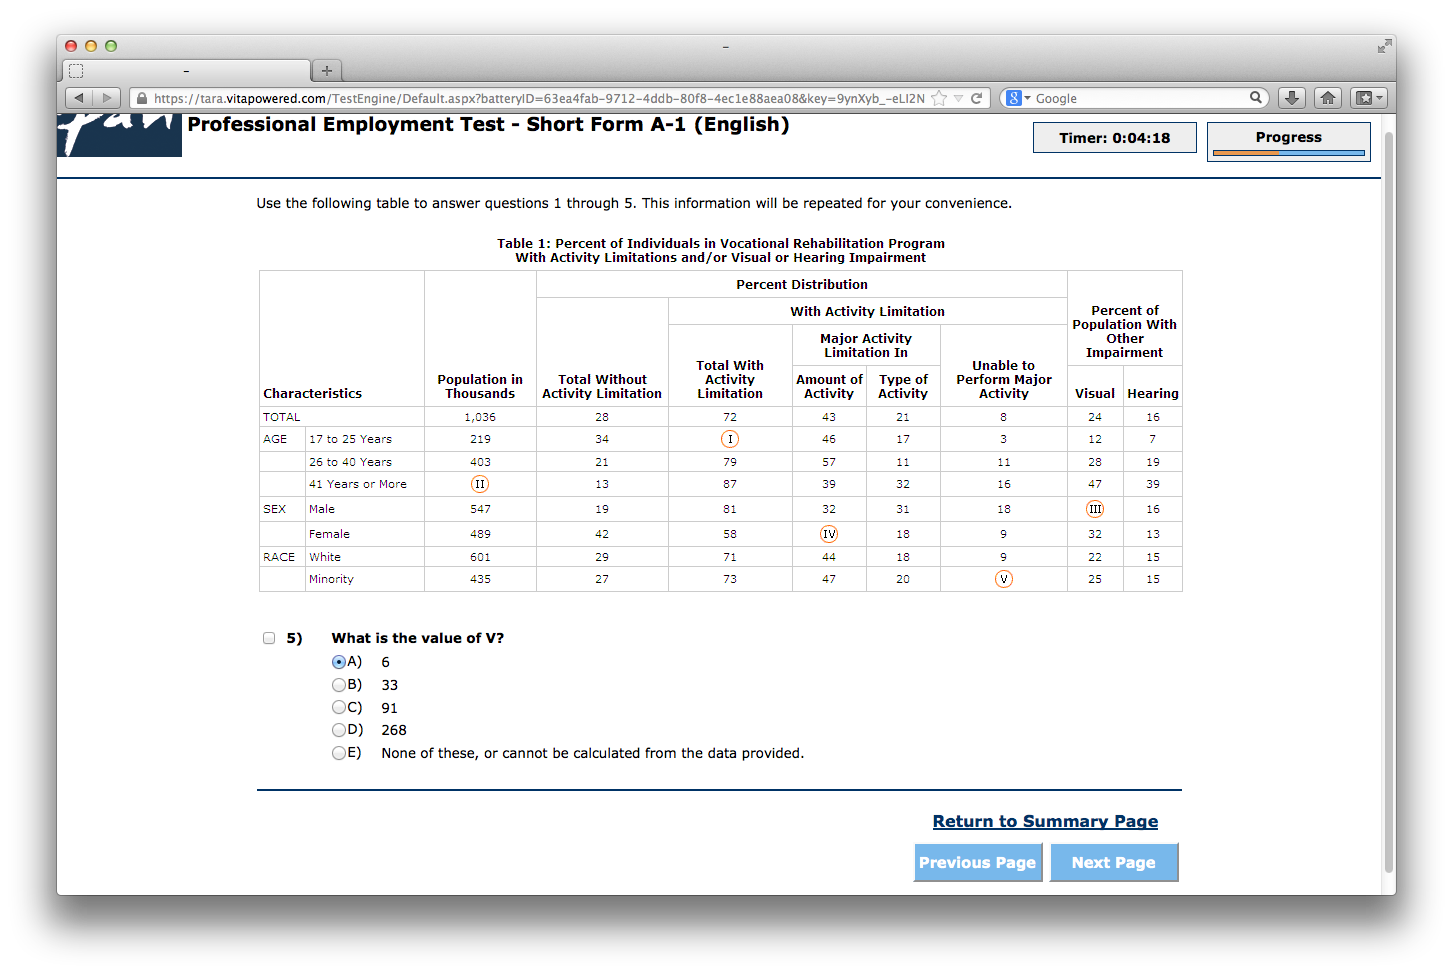 –
–
https://tara.vitapowered.com/TestEngine/Default.aspx?batteryID=63ea4fab-9712-4ddb-80f8-4ec1e88aea08&key=9ynXyb_-eLI2N
Google
pan
Professional Employment Test - Short Form A-1 (English)
Timer: 0:04:18
Progress
Use the following table to answer questions 1 through 5. This information will be repeated for your convenience.
Table 1: Percent of Individuals in Vocational Rehabilitation Program
With Activity Limitations and/or Visual or Hearing Impairment
Percent Distribution
With Activity Limitation
Percent of
Population With
Other
Impairment
Major Activity
Limitation In
Characteristics
Population in
Thousands
Total Without
Activity Limitation
Total With
Activity
Limitation
Amount of
Activity
Type of
Activity
Unable to
Perform Major
Activity
Visual Hearing
TOTAL 1,036 28 72 43 21 8 24 16
AGE 17 to 25 Years 219 34 I 46 17 3 12 7
26 to 40 Years 403 21 79 57 11 11 28 19
41 Years or More II 13 87 39 32 16 47 39
SEX Male 547 19 81 32 31 18 III 16
Female 489 42 58 IV 18 9 32 13
RACE White 601 29 71 44 18 9 22 15
Minority 435 27 73 47 20 V 25 15
5) What is the value of V?
A) 6
B) 33
C) 91
D) 268
E) None of these, or cannot be calculated from the data provided.
Return to Summary Page
Previous Page Next Page